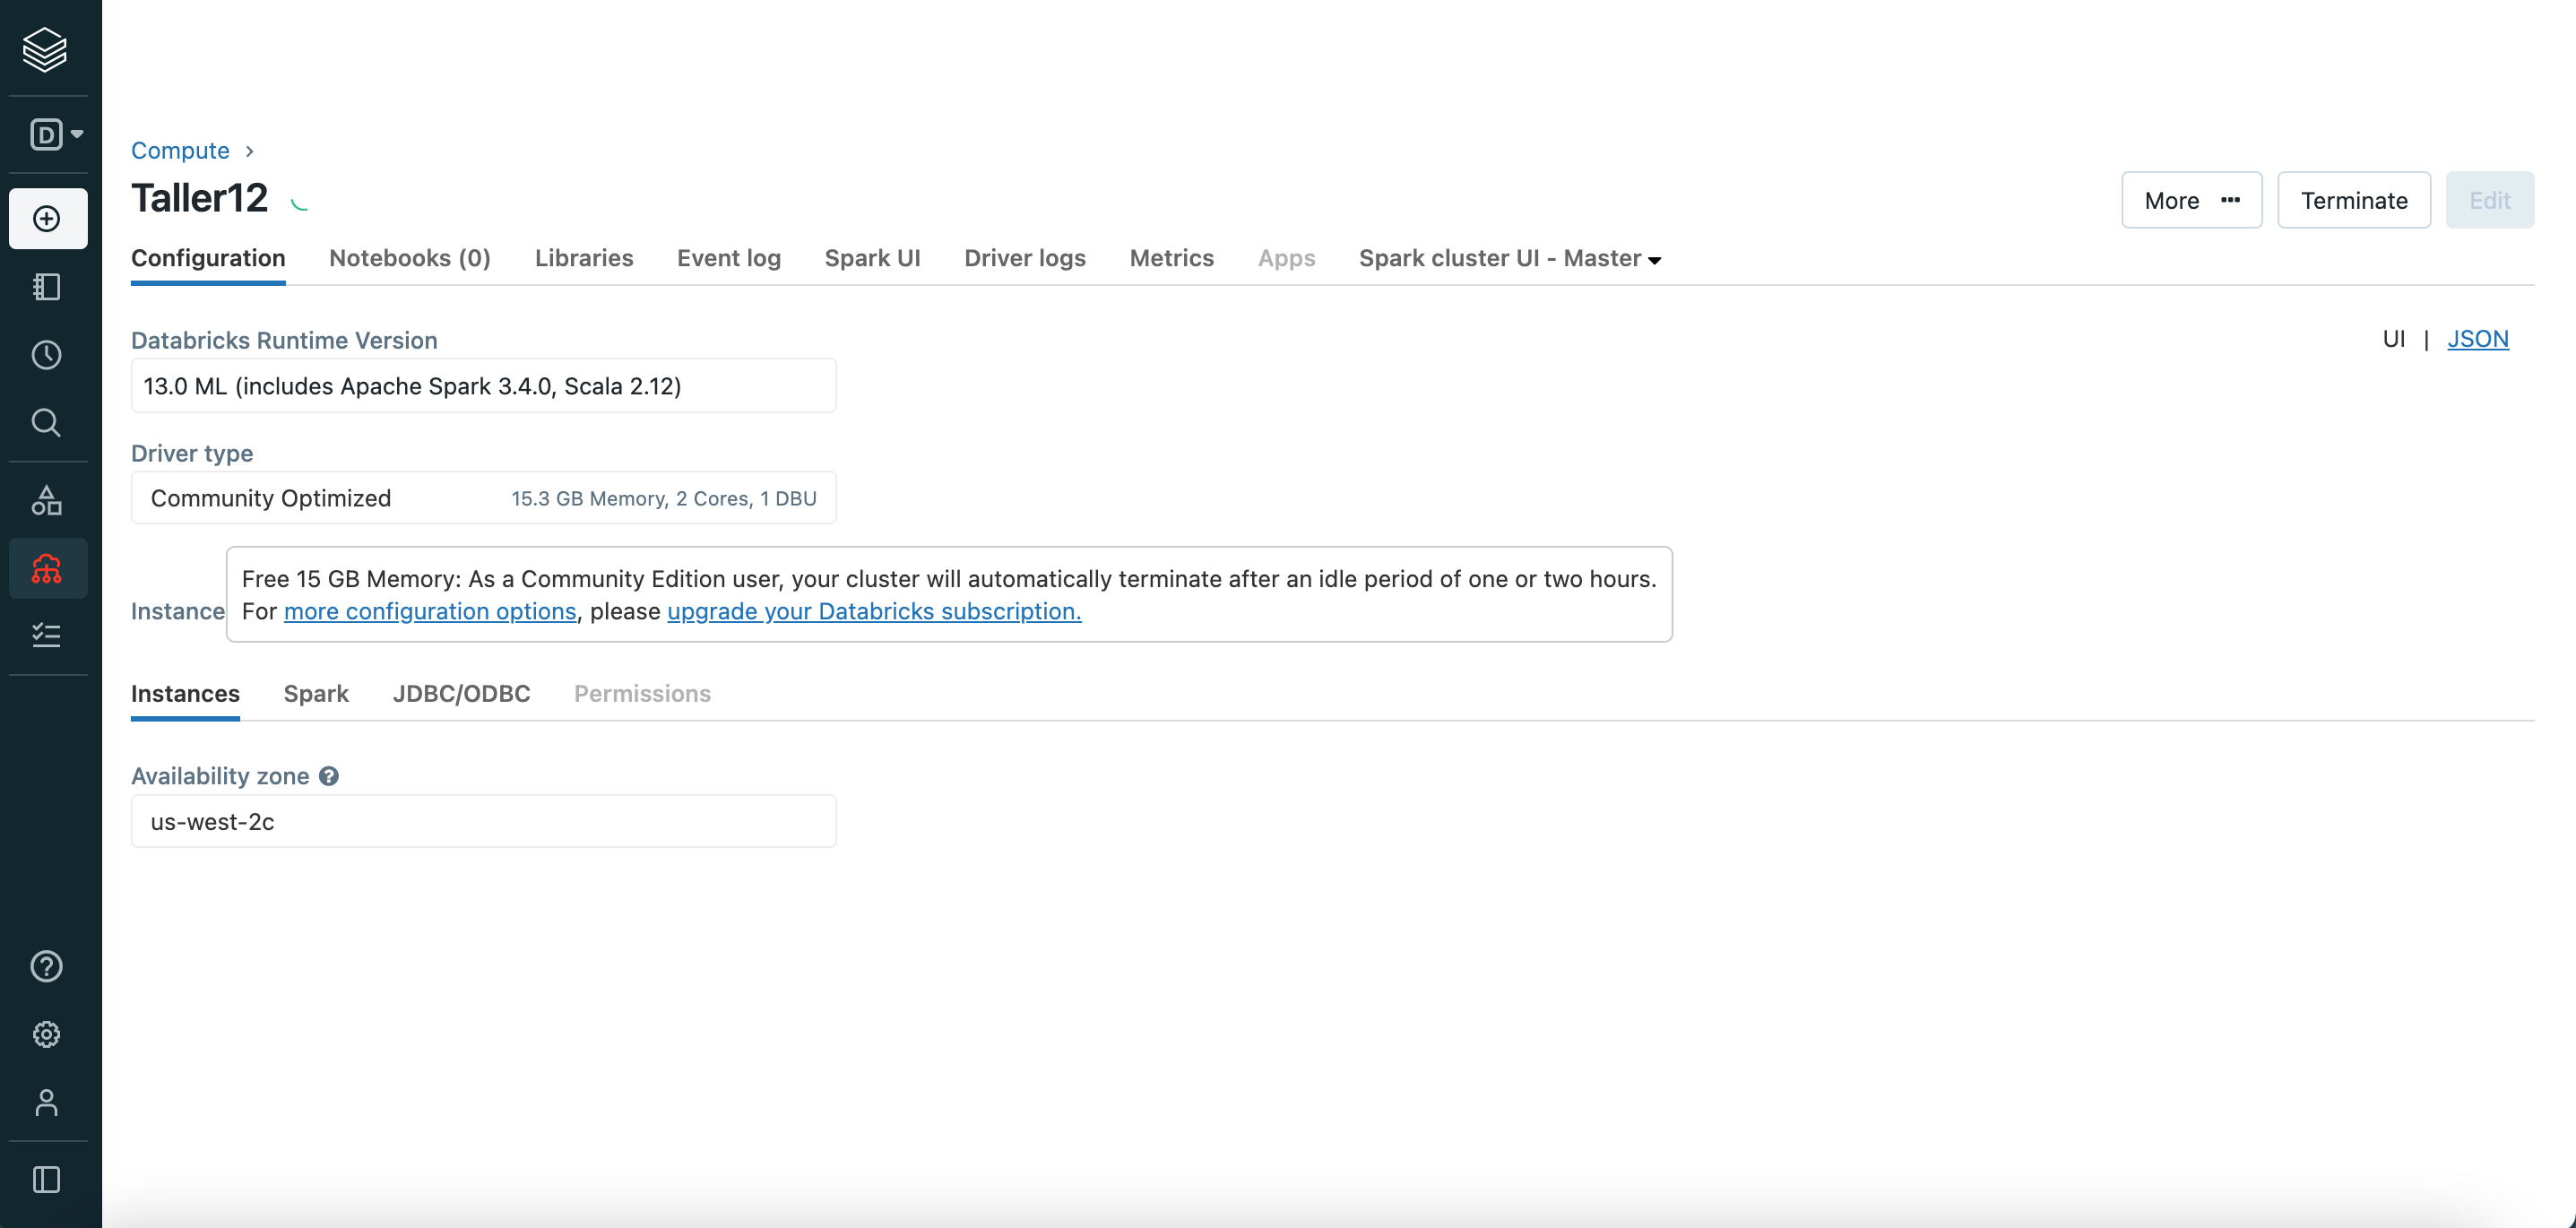 D
Compute ›
Taller12
More ···
Terminate
Edit
Configuration
Notebooks (0)
Libraries
Event log
Spark UI
Driver logs
Metrics
Apps
Spark cluster UI - Master
Databricks Runtime Version
UI | JSON
13.0 ML (includes Apache Spark 3.4.0, Scala 2.12)
Driver type
Community Optimized 15.3 GB Memory, 2 Cores, 1 DBU
Instance
Free 15 GB Memory: As a Community Edition user, your cluster will automatically terminate after an idle period of one or two hours.
For more configuration options, please upgrade your Databricks subscription.
Instances
Spark
JDBC/ODBC
Permissions
Availability zone ?
us-west-2c